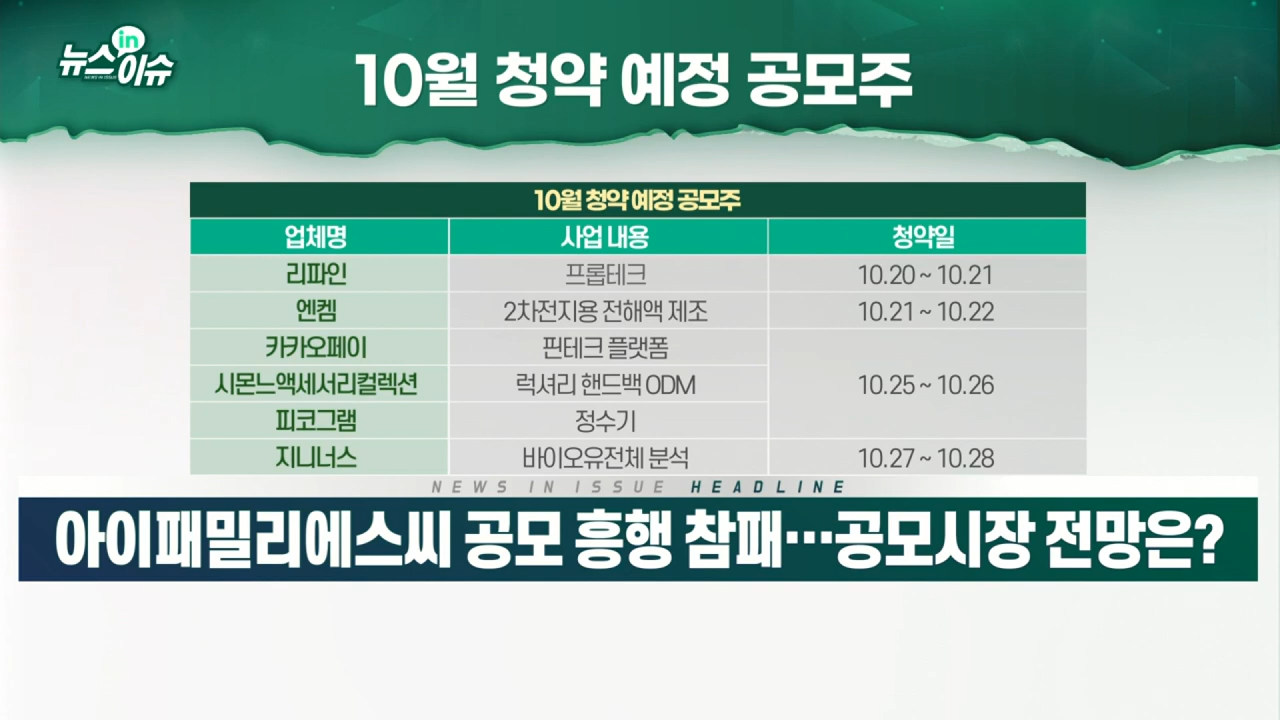 뉴스in이슈
10월 청약 예정 공모주
10월 청약 예정 공모주
업체명 사업 내용 청약일
리파인 프롭테크 10.20 ~ 10.21
엔켐 2차전지용 전해액 제조 10.21 ~ 10.22
카카오페이 핀테크 플랫폼
시몬느액세서리컬렉션 럭셔리 핸드백 ODM 10.25 ~ 10.26
피코그램 정수기
지니너스 바이오유전체 분석 10.27 ~ 10.28
NEWS IN ISSUE HEADLINE
아이패밀리에스씨 공모 흥행 참패…공모시장 전망은?